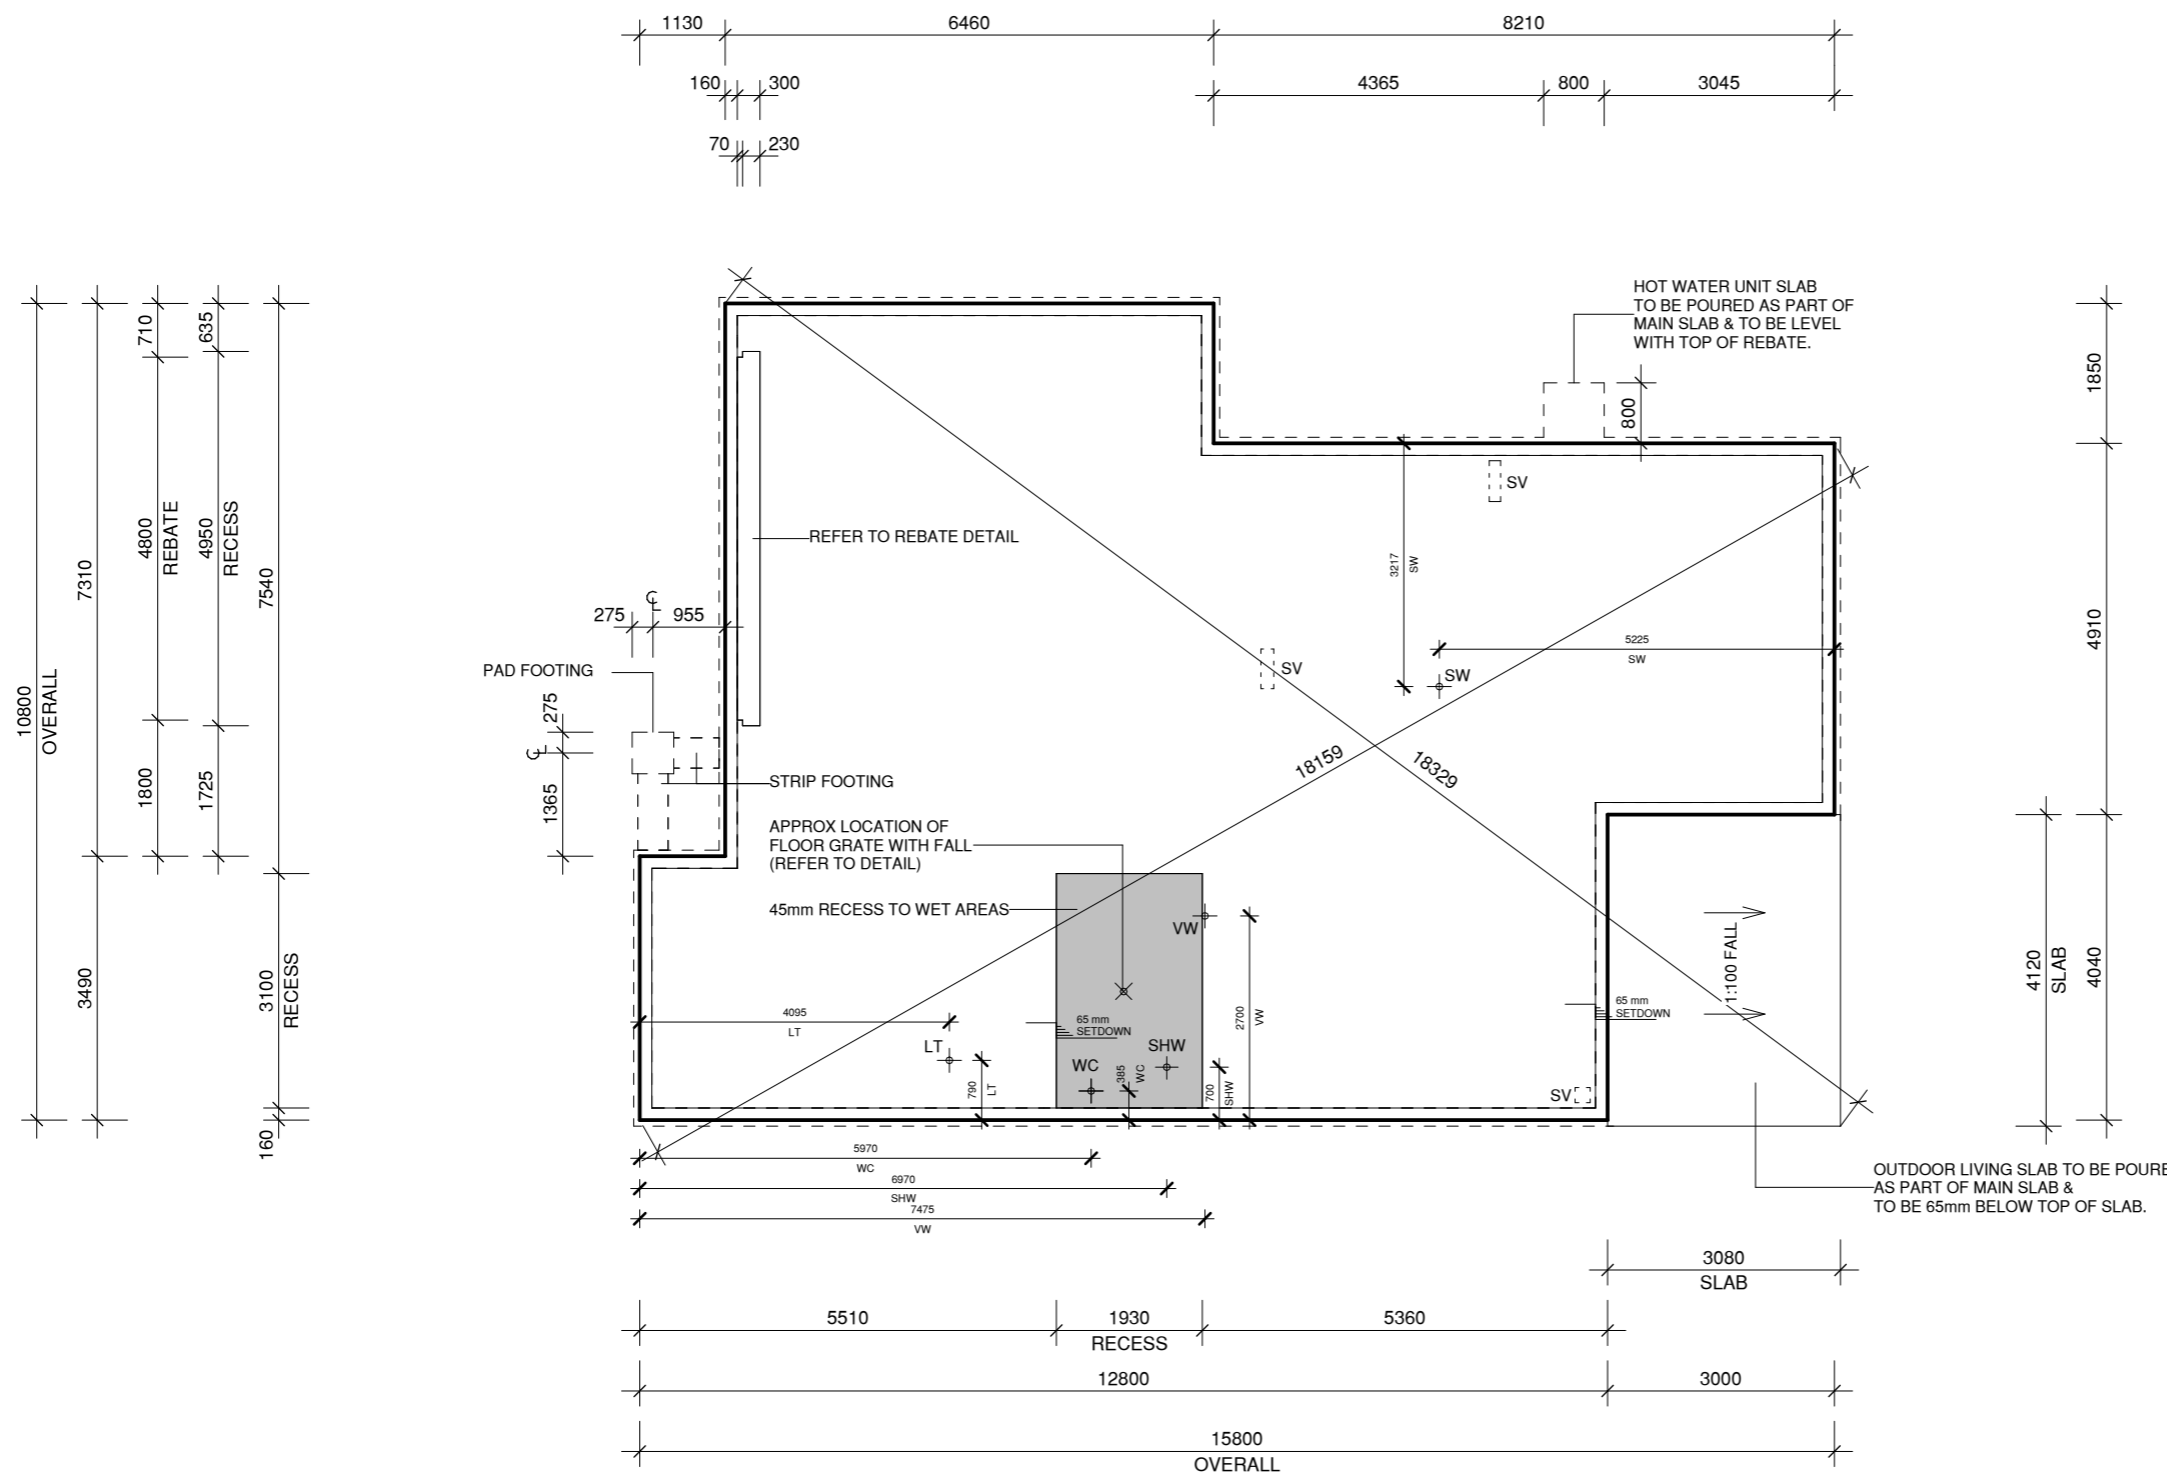 1130
6460
8210
160
300
4365
800
3045
70
230
HOT WATER UNIT SLAB
TO BE POURED AS PART OF
MAIN SLAB & TO BE LEVEL
WITH TOP OF REBATE.
10800
OVERALL
7310
3490
710
4800
REBATE
1800
635
4950
RECESS
1725
7540
3100
RECESS
160
800
1850
4910
4040
4120
SLAB
SV
REFER TO REBATE DETAIL
3217
SW
275
955
5225
SW
PAD FOOTING
SV
SW
275
1365
18159
18329
STRIP FOOTING
APPROX LOCATION OF
FLOOR GRATE WITH FALL
(REFER TO DETAIL)
45mm RECESS TO WET AREAS
VW
1:100 FALL
4095
LT
65 mm
SETDOWN
2700
VW
65 mm
SETDOWN
LT
WC
SHW
790
LT
385
WC
700
SHW
SV
5970
WC
6970
SHW
7475
VW
OUTDOOR LIVING SLAB TO BE POURE
AS PART OF MAIN SLAB &
TO BE 65mm BELOW TOP OF SLAB.
3080
SLAB
5510
1930
RECESS
5360
12800
3000
15800
OVERALL